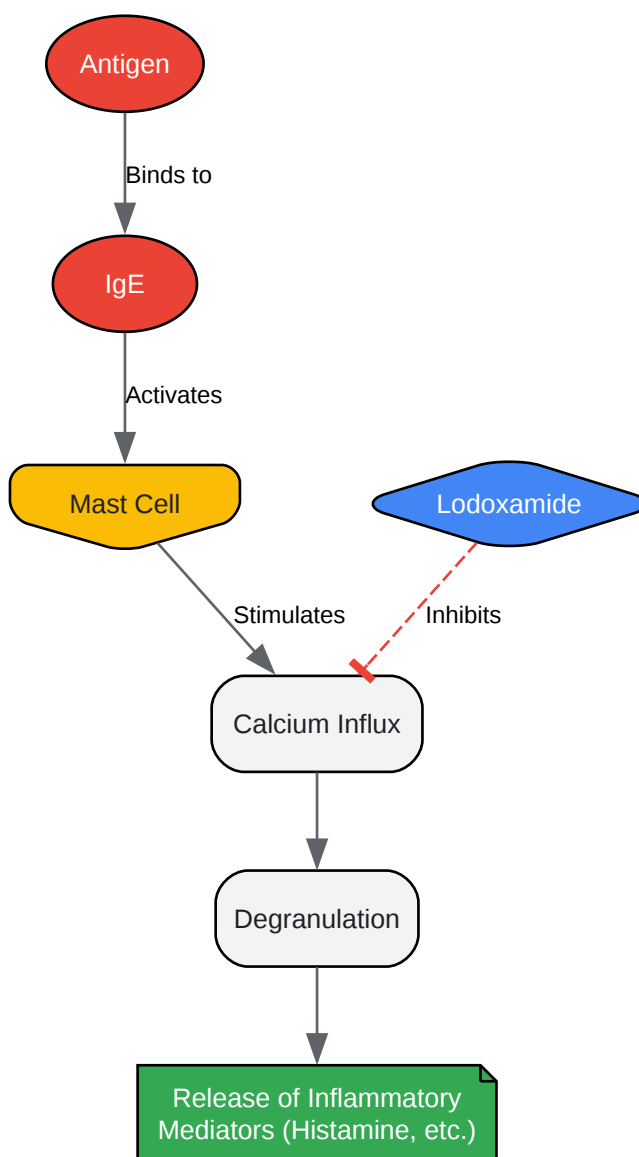 Antigen
Binds to
IgE
Activates
Mast Cell
Lodoxamide
Stimulates
Inhibits
Calcium Influx
Degranulation
Release of Inflammatory
Mediators (Histamine, etc.)